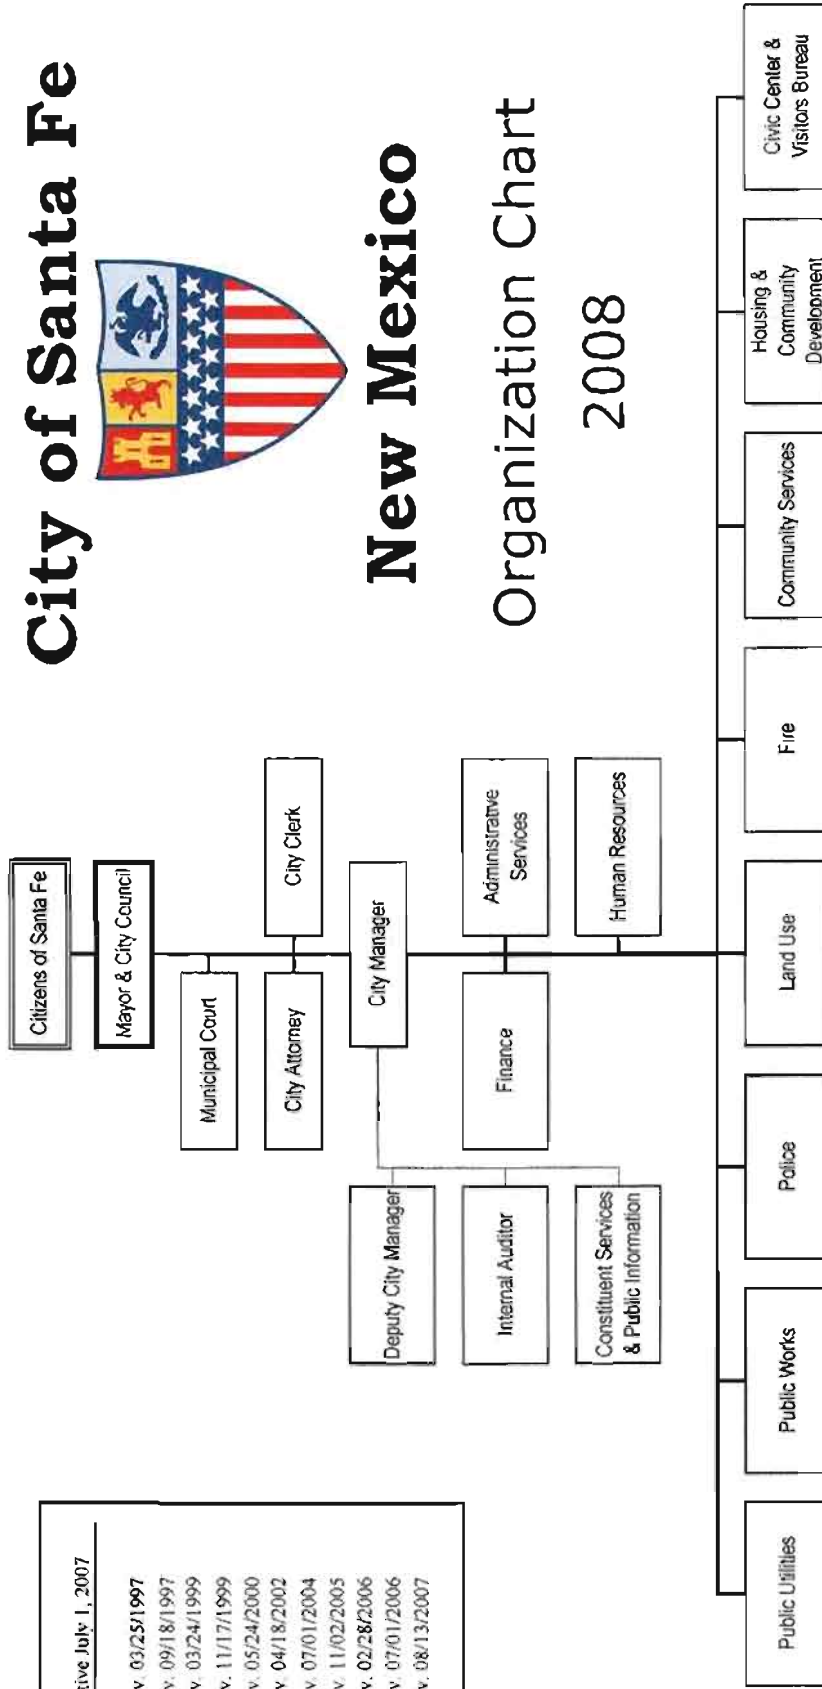 City of Santa Fe
New Mexico
Organization Chart
2008
July 1, 2007
03/25/1997
09/18/1997
03/24/1999
11/17/1999
05/24/2000
04/18/2002
07/01/2004
11/02/2005
02/28/2006
07/01/2006
08/13/2007
Citizens of Santa Fe
Mayor & City Council
Municipal Court
City Attorney
City Clerk
City Manager
Deputy City Manager
Internal Auditor
Constituent Services
& Public Information
Finance
Administrative
Services
Human Resources
Public Utilities
Public Works
Police
Land Use
Fire
Community Services
Housing &
Community
Development
Civic Center &
Visitors Bureau